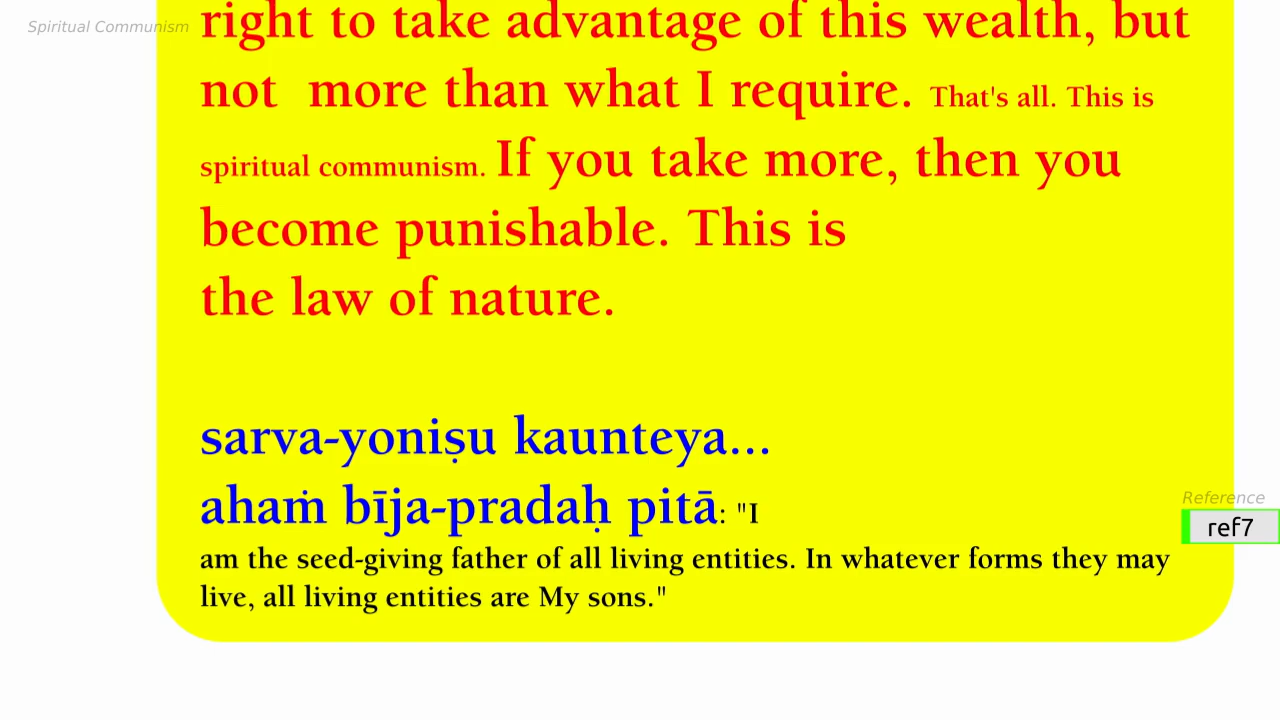 Spiritual Communism
right to take advantage of this wealth, but
not more than what I require. That's all. This is
spiritual communism. If you take more, then you
become punishable. This is
the law of nature.
sarva-yoniṣu kaunteya...
ahaṁ bīja-pradaḥ pitā: "I
am the seed-giving father of all living entities. In whatever forms they may
live, all living entities are My sons."
Reference
ref7